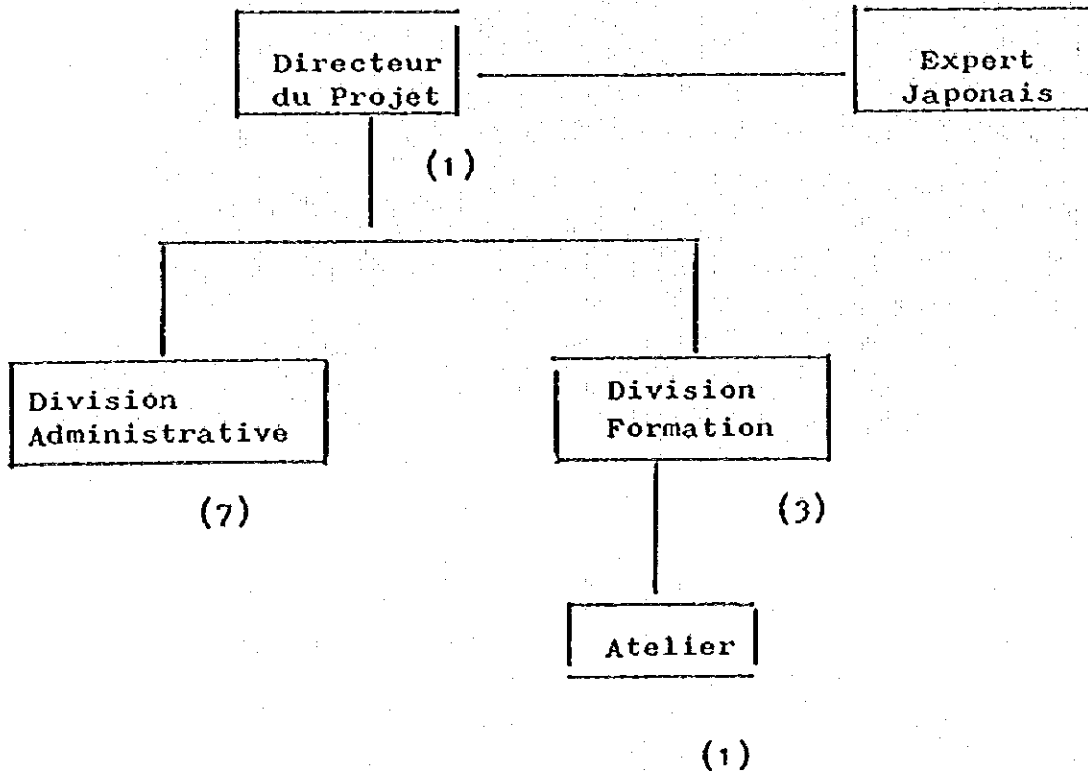 Directeur
du Projet
Expert
Japonais
(1)
Division
Administrative
(7)
Division
Formation
(3)
Atelier
(1)